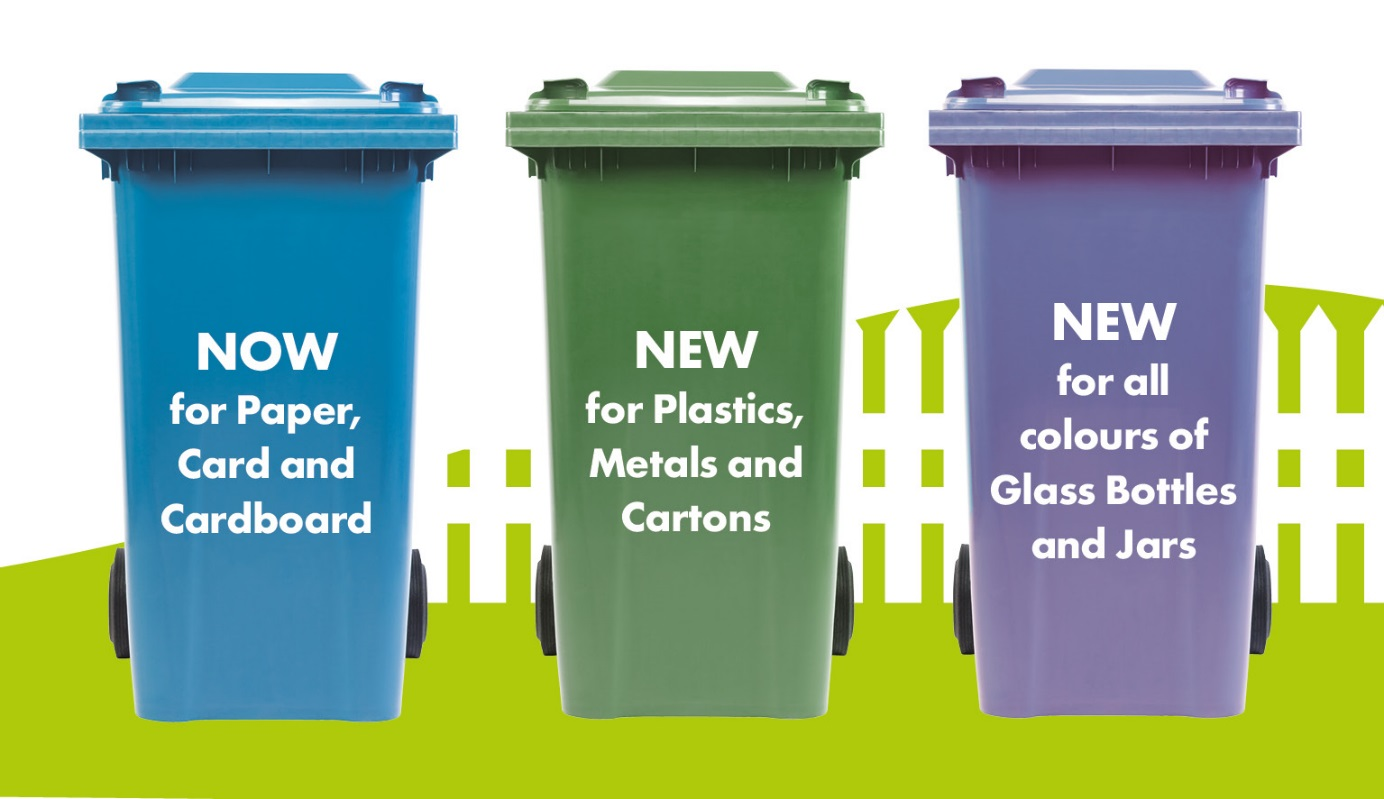 NOW
for Paper,
Card and
Cardboard
NEW
for Plastics,
Metals and
Cartons
NEW
for all
colours of
Glass Bottles
and Jars